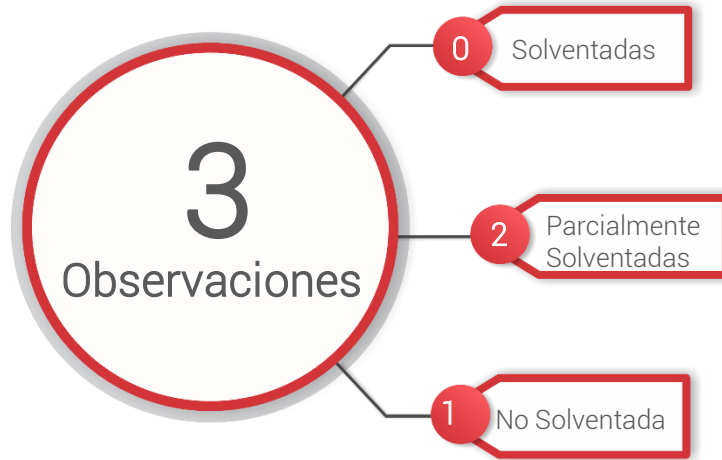 3
Observaciones
0
Solventadas
2
Parcialmente
Solventadas
1
No Solventada